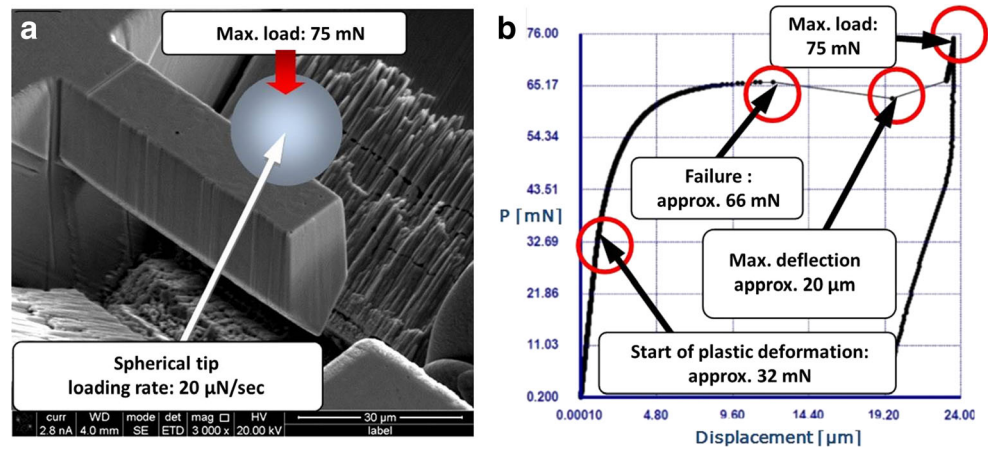 a
Max. load: 75 mN
Spherical tip
loading rate: 20 µN/sec
curr WD mode det mag HV
2.8 nA 4.0 mm SE ETD 3 000 x 20.00 kV
30 µm
label
b
76.00
65.17
54.34
43.51
P [mN]
32.69
21.86
11.03
0.200
0.00010 4.80 9.60 14.40 19.20 24.00
Displacement [µm]
Max. load:
75 mN
Failure :
approx. 66 mN
Max. deflection
approx. 20 µm
Start of plastic deformation:
approx. 32 mN